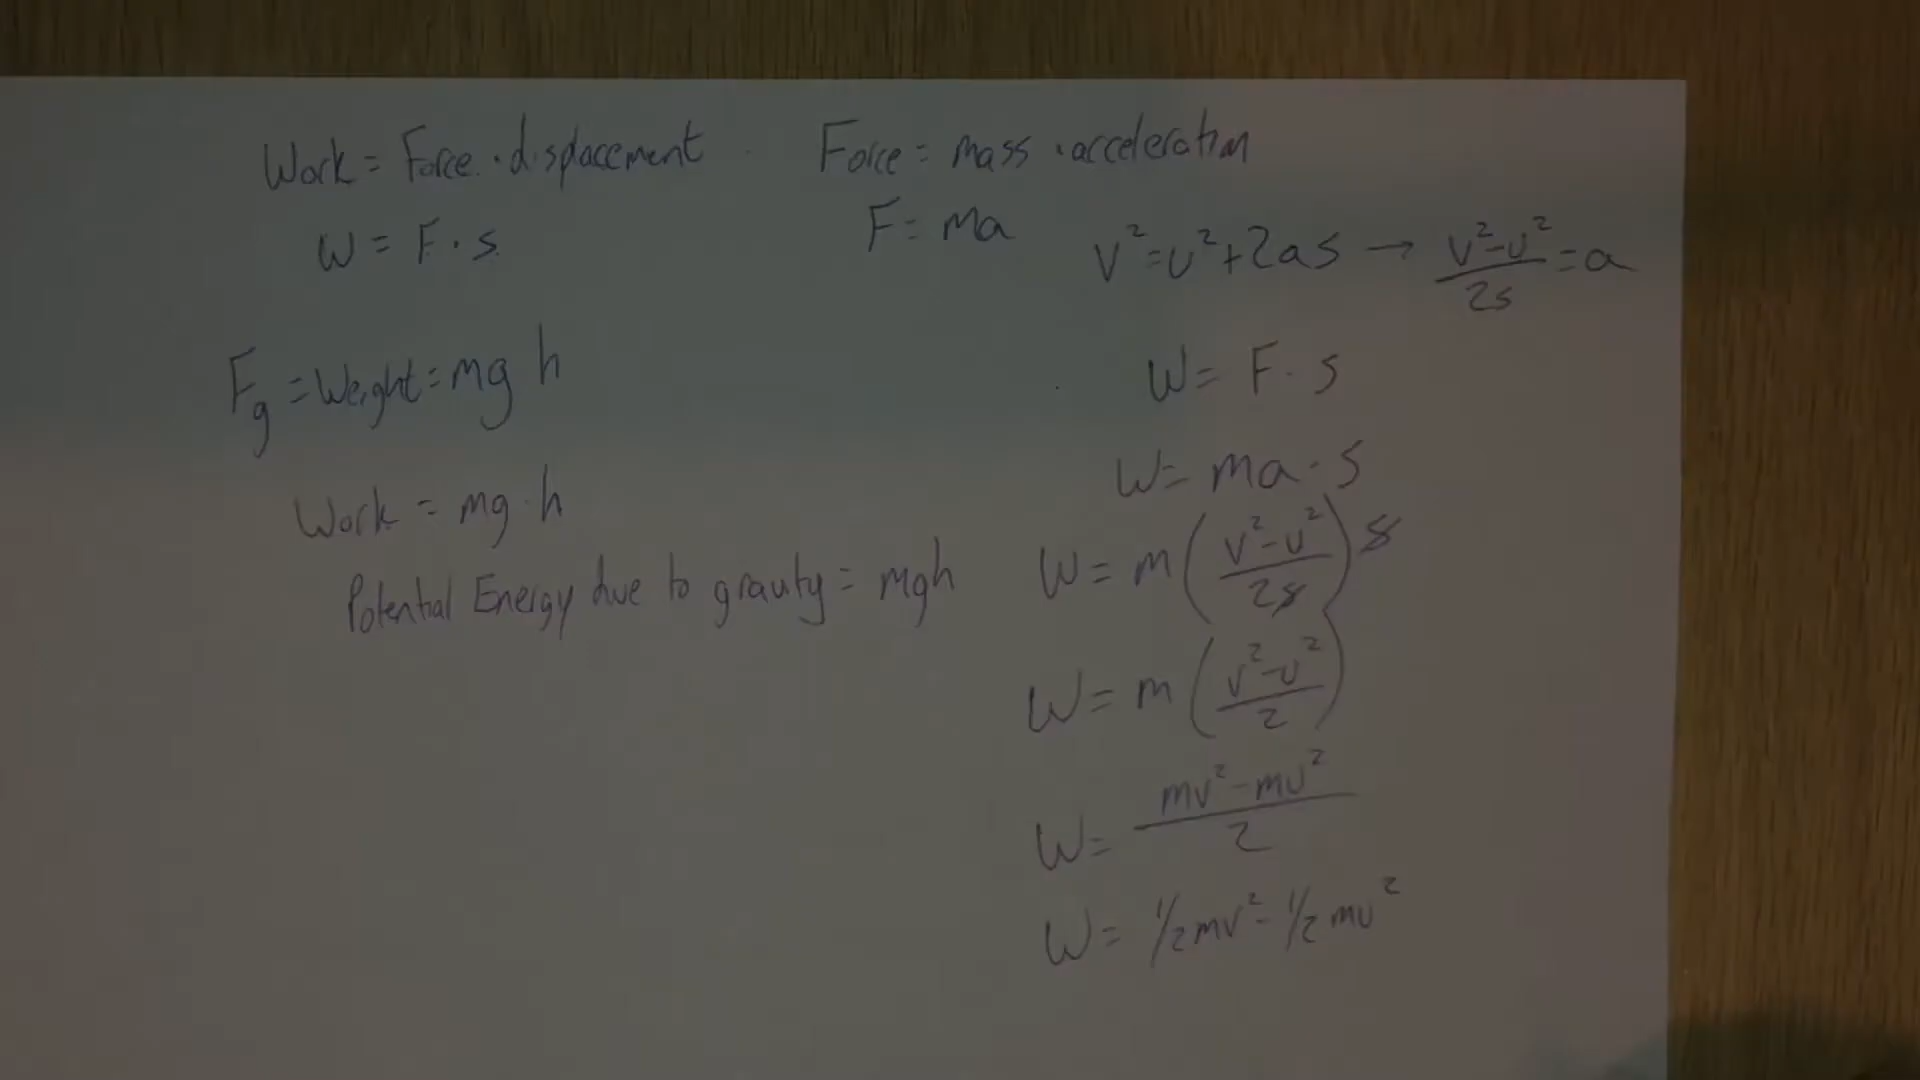 Work = Force · displacement
W = F · s
Fg = Weight = mg h
Work = mg · h
Potential Energy due to gravity = mgh
Force = mass · acceleration
F = ma
v² = u² + 2as → (v² - u²)/2s = a
W = F · s
W = ma · s
W = m((v² - u²)/2s)s
W = m((v² - u²)/2)
W = (mv² - mu²)/2
W = 1/2mv² - 1/2mu²